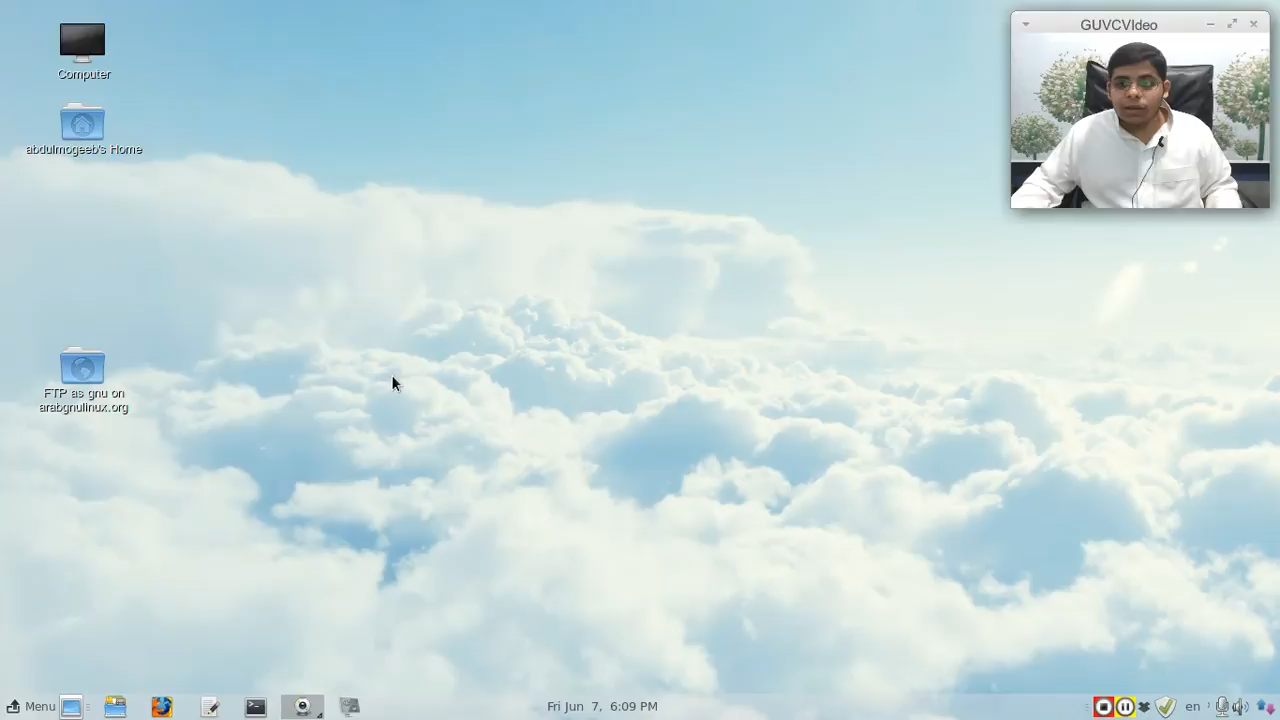 GUVCVIdeo
Computer
abdulmogeeb's Home
FTP as gnu on
arabgnulinux.org
Menu
Fri Jun 7, 6:09 PM
en